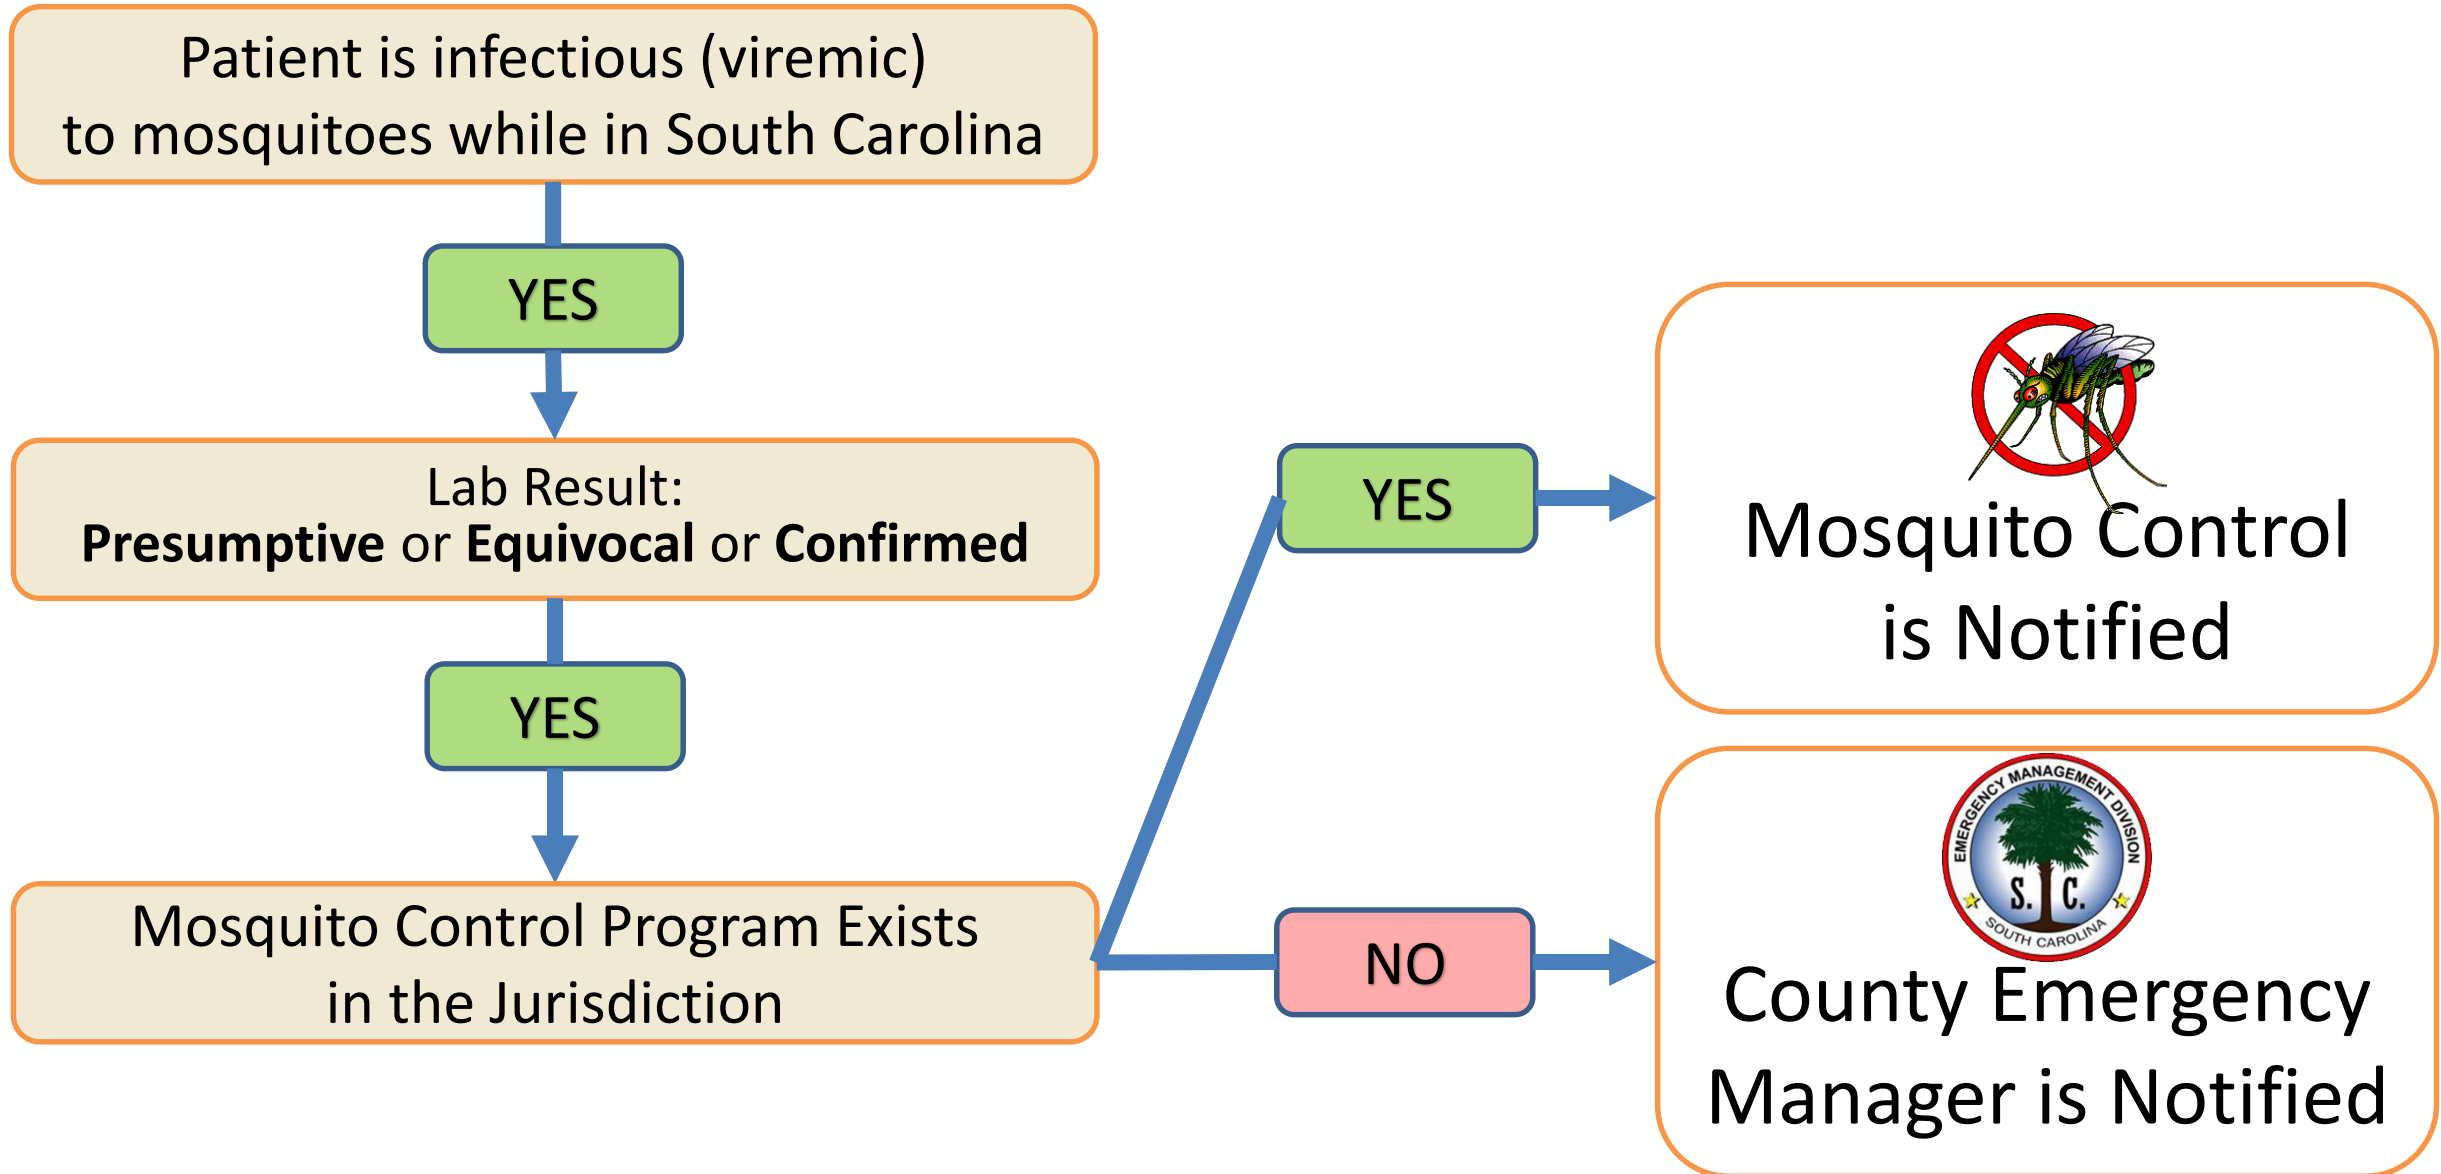 Patient is infectious (viremic)
to mosquitoes while in South Carolina
YES
Lab Result:
Presumptive or Equivocal or Confirmed
YES
Mosquito Control Program Exists
in the Jurisdiction
YES
Mosquito Control
is Notified
NO
EMERGENCY MANAGEMENT DIVISION
S. C.
SOUTH CAROLINA
County Emergency
Manager is Notified